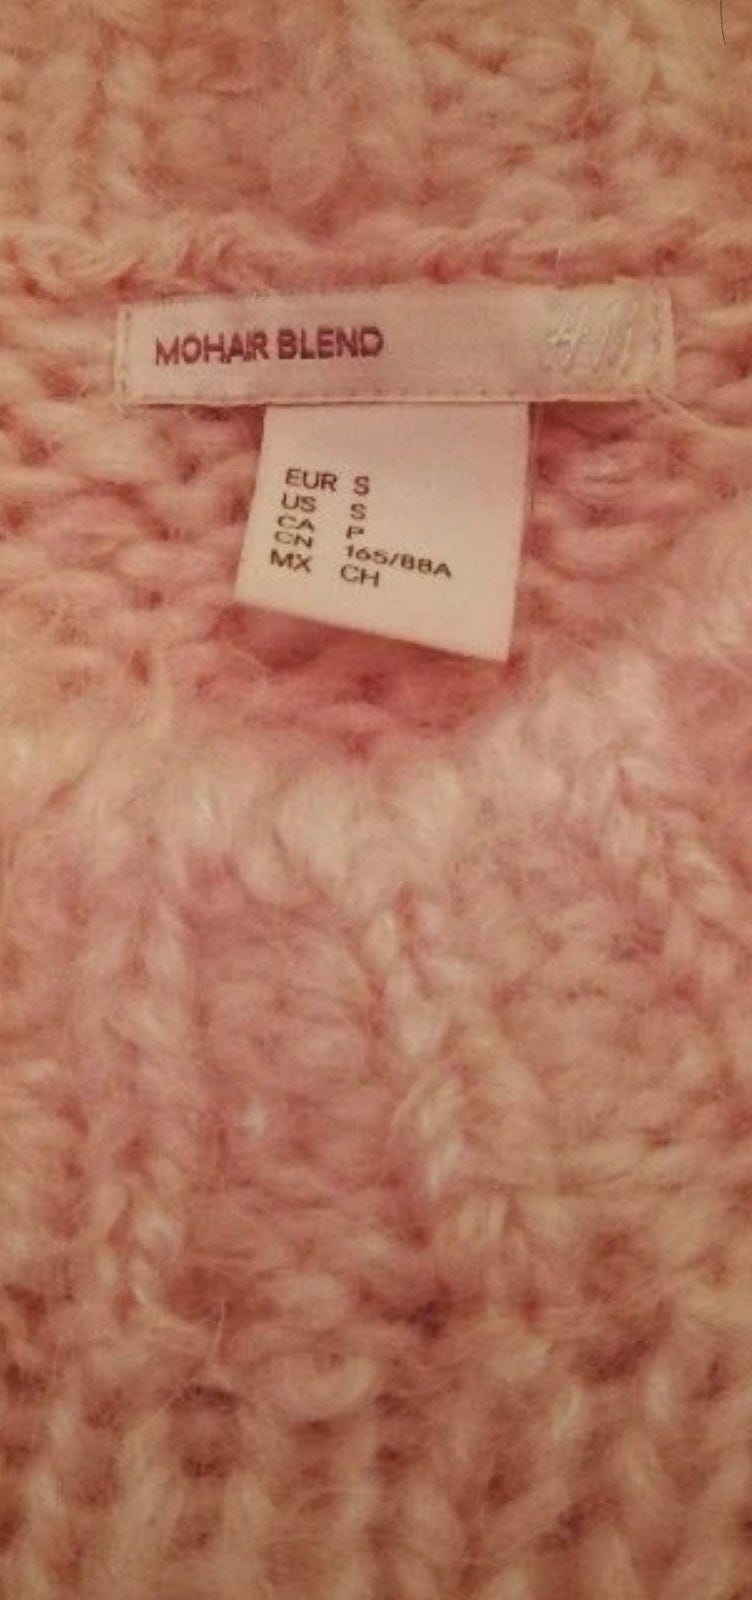 MOHAIR BLEND H&M
EUR S
US S
CA P
CN 165/88A
MX CH